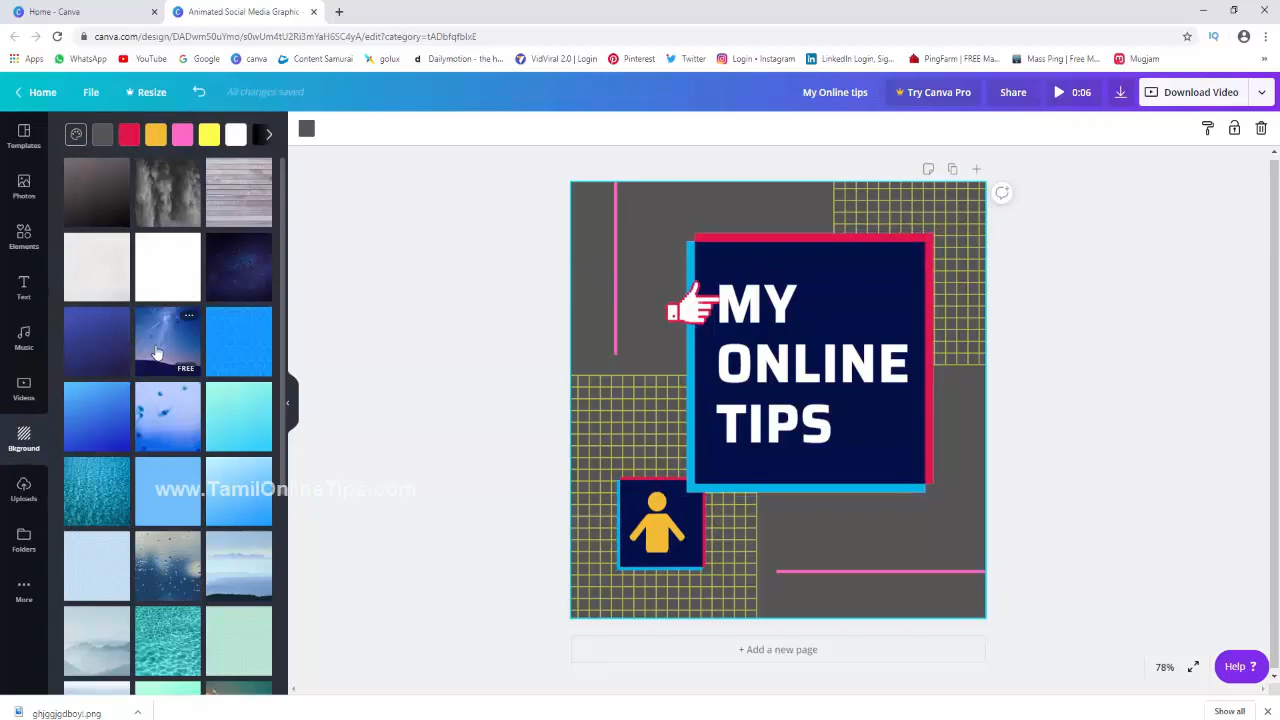 Home - Canva
Animated Social Media Graphic -
canva.com/design/DADwm50uYmo/s0wUm4tU2Ri3mYaH6SC4yA/edit?category=tADbfqfblxE
Apps
WhatsApp
YouTube
Google
canva
Content Samurai
golux
Dailymotion - the h...
VidViral 2.0 | Login
Pinterest
Twitter
Login • Instagram
LinkedIn Login, Sig...
PingFarm | FREE Ma...
Mass Ping | Free M...
Mugjam
Home
File
Resize
All changes saved
My Online tips
Try Canva Pro
Share
0:06
Download Video
Templates
Photos
Elements
Text
Music
Videos
Bkground
Uploads
Folders
More
FREE
MY
ONLINE
TIPS
www.TamilOnlineTips.com
+ Add a new page
78%
Help ?
ghjggjgdboyl.png
Show all